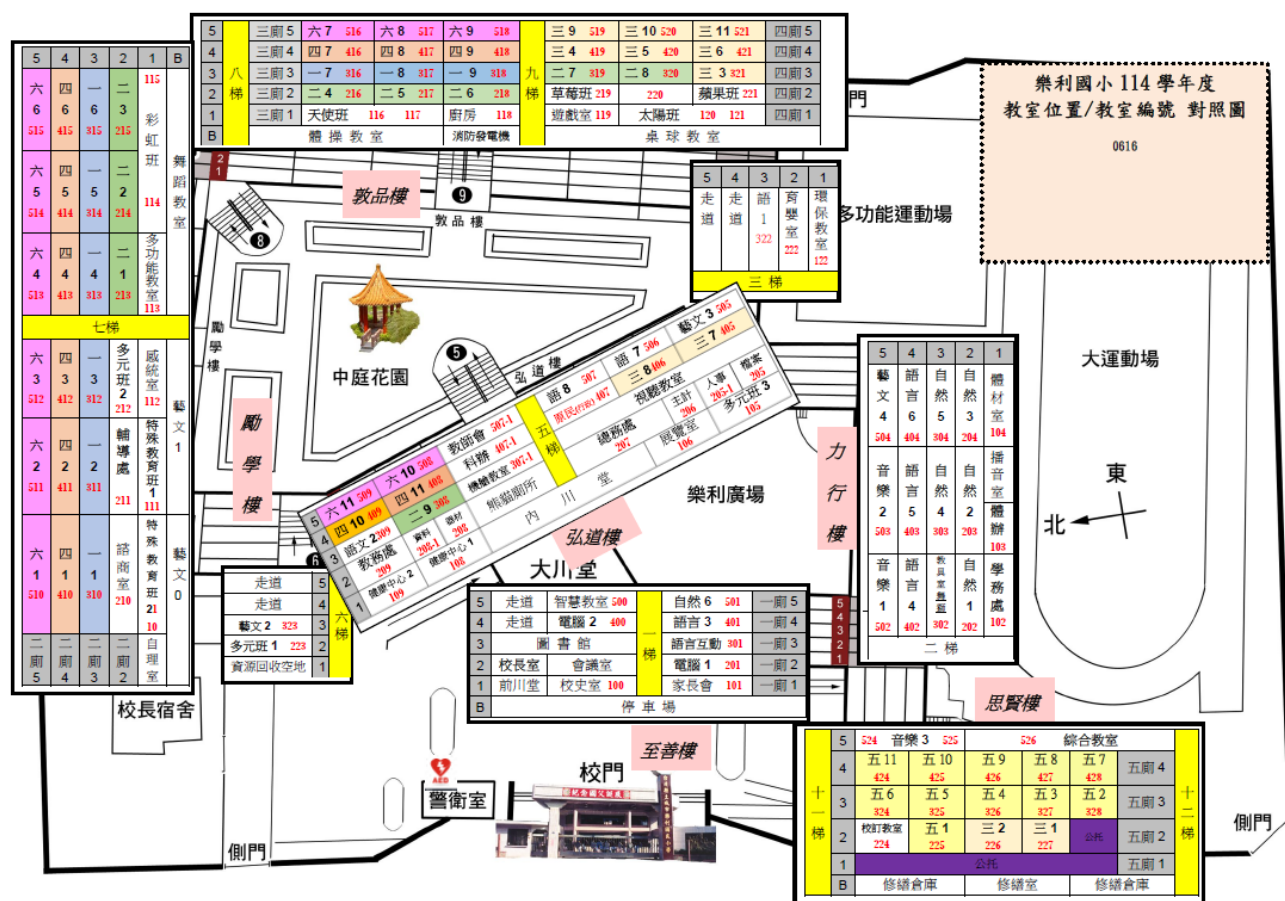 樂利國小 114 學年度
教室位置/教室編號 對照圖
0616
5 八梯 三廁 5 六 7 516 六 8 517 六 9 518 九梯 三 9 519 三 10 520 三 11 521 四廁 5
4 三廁 4 四 7 416 四 8 417 四 9 418 三 4 419 三 5 420 三 6 421 四廁 4
3 三廁 3 一 7 316 一 8 317 一 9 318 二 7 319 二 8 320 三 3 321 四廁 3
2 三廁 2 二 4 216 二 5 217 二 6 218 草莓班 219 220 蘋果班 221 四廁 2
1 三廁 1 天使班 116 117 廚房 118 遊戲室 119 太陽班 120 121 四廁 1
B 體操教室 消防發電機 桌球教室
5 4 3 2 1 B
六 6 515 四 6 415 一 6 315 二 3 215 115 彩虹班 114 舞蹈教室
六 5 514 四 5 414 一 5 314 二 2 214
六 4 513 四 4 413 一 4 313 二 1 213 多功能教室 113
七梯
六 3 512 四 3 412 一 3 312 多元班 2 212 感統室 112 藝文 1
六 2 511 四 2 411 一 2 311 輔導處 211 特殊教育班 1 111
六 1 510 四 1 410 一 1 310 諮商室 210 特殊教育班 2 110 藝文 0
二廁 5 二廁 4 二廁 3 二廁 2 自理室
2
1
敦品樓
敦品樓
9
8
5
6
勵學樓
勵學樓
中庭花園
弘道樓
5 4 3 2 1
走道 走道 語 1 322 育嬰室 222 環保教室 122
三梯
門
多功能運動場
大運動場
東
北
5 六 11 509 六 10 508 教師會 507-1 五梯 語 8 507 語 7 506 藝文 3 505
4 四 10 409 四 11 408 科辦 407-1 原民(行政) 407 三 8 406 三 7 405
3 語文 2 309 二 9 308 機艙教室 307-1 視聽教室
2 教務處 209 資料 208-1 器材 208 熊貓廁所 總務處 207 主計 206 人事 205-1 檔案 205
1 健康中心 2 109 健康中心 1 108 內川堂 展覽室 106 多元班 3 105
弘道樓
樂利廣場
大川堂
力行樓
5 4 3 2 1
藝文 4 504 語言 6 404 自然 5 304 自然 3 204 體材室 104
音樂 2 503 語言 5 403 自然 4 303 自然 2 203 播音室 體辦 103
音樂 1 502 語言 4 402 教具室 302 自然 1 202 學務處 102
二梯
走道 5 六梯
走道 4
藝文 2 323 3
多元班 1 223 2
資源回收空地 1
5 走道 智慧教室 500 一梯 自然 6 501 一廁 5
4 走道 電腦 2 400 語言 3 401 一廁 4
3 圖書館 語言互動 301 一廁 3
2 校長室 會議室 電腦 1 201 一廁 2
1 前川堂 校史室 100 家長會 101 一廁 1
B 停車場
5
4
3
2
1
思賢樓
至善樓
校長宿舍
校門
AED
警衛室
側門
側門
十一梯 5 524 音樂 3 525 526 綜合教室 十二梯
4 五 11 424 五 10 425 五 9 426 五 8 427 五 7 428 五廁 4
3 五 6 324 五 5 325 五 4 326 五 3 327 五 2 328 五廁 3
2 校訂教室 224 五 1 225 三 2 226 三 1 227 公托 五廁 2
1 公托 五廁 1
B 修繕倉庫 修繕室 修繕倉庫